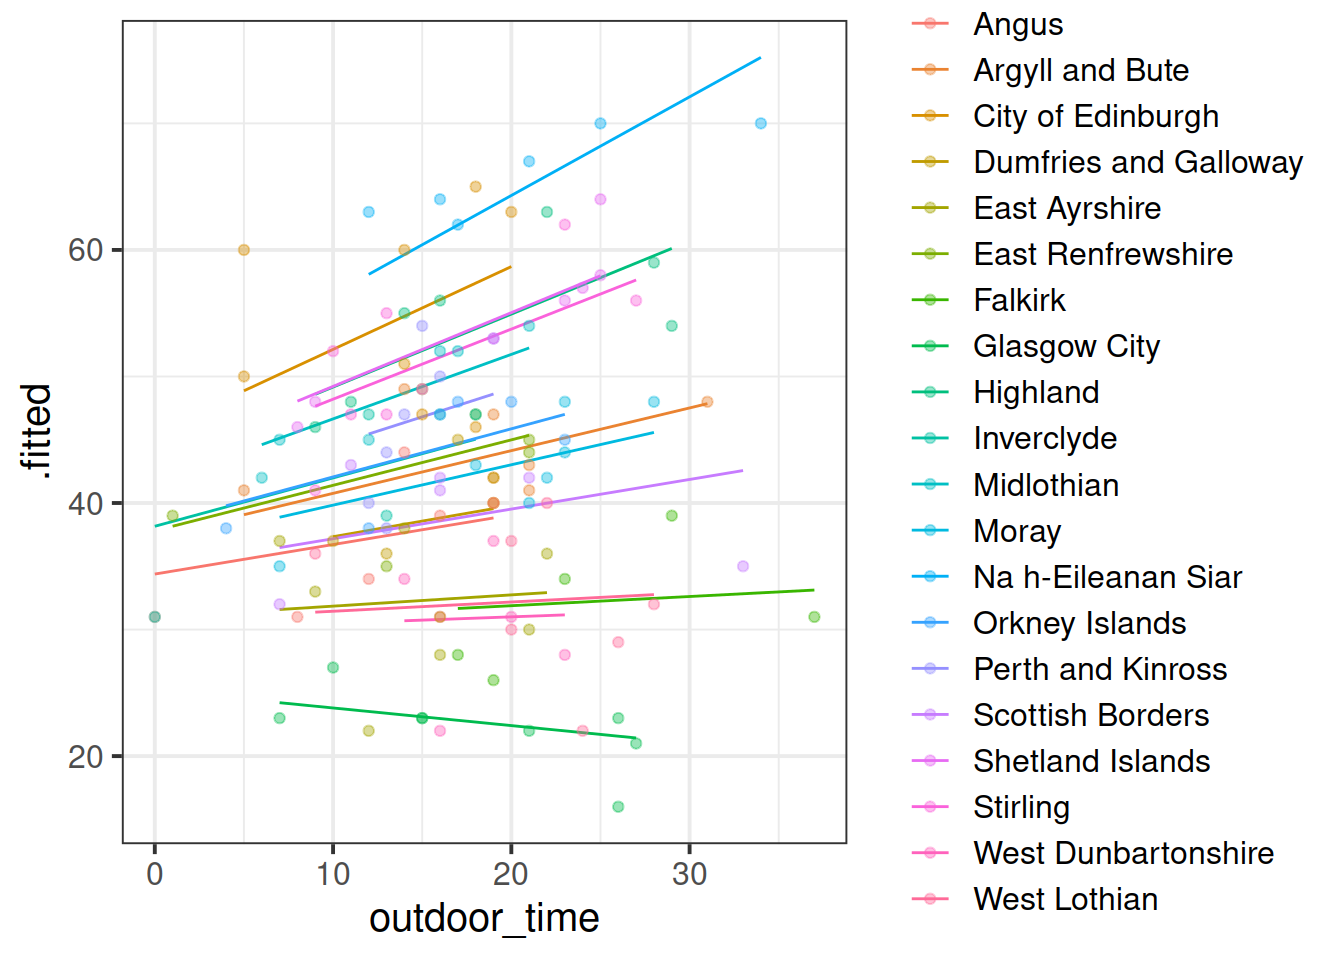 Angus
Argyll and Bute
City of Edinburgh
Dumfries and Galloway
East Ayrshire
East Renfrewshire
Falkirk
Glasgow City
Highland
Inverclyde
Midlothian
Moray
Na h-Eileanan Siar
Orkney Islands
Perth and Kinross
Scottish Borders
Shetland Islands
Stirling
West Dunbartonshire
West Lothian
.fitted
60
40
20
0 10 20 30
outdoor_time